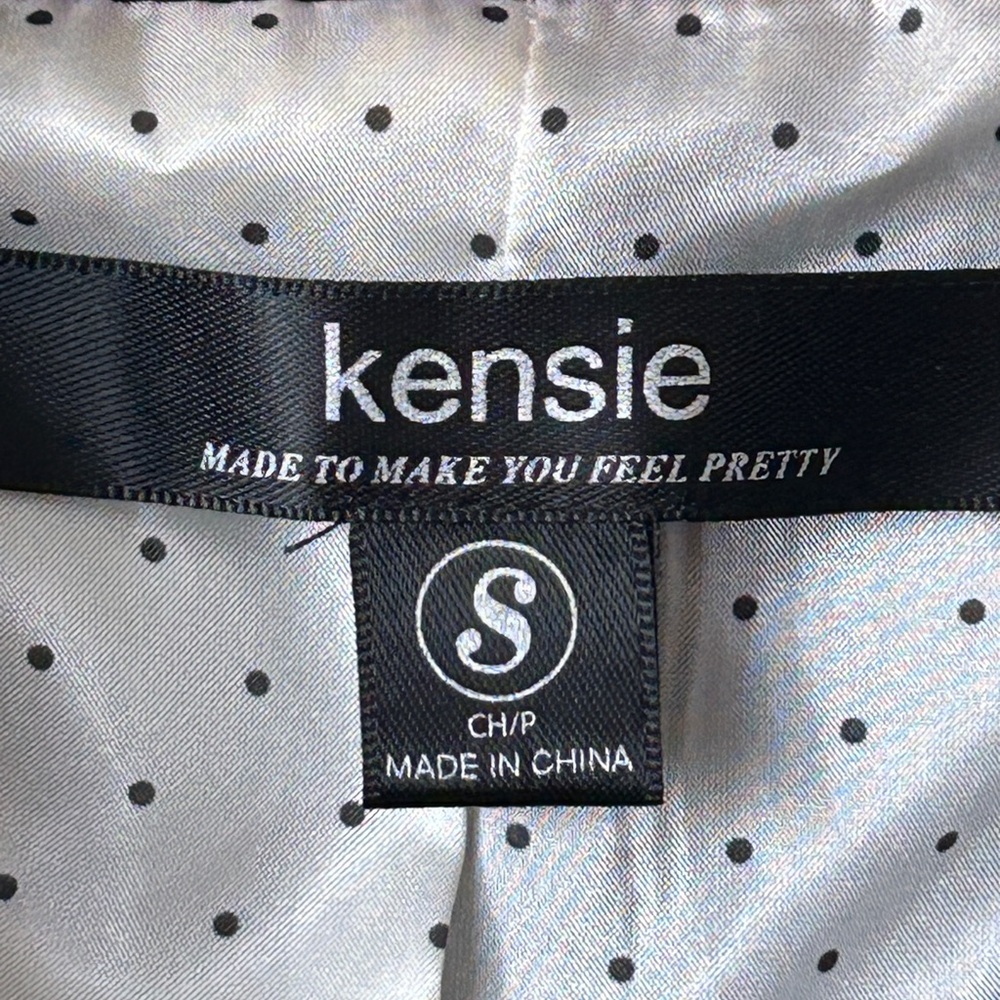 kensie
MADE TO MAKE YOU FEEL PRETTY
S
CH/P
MADE IN CHINA